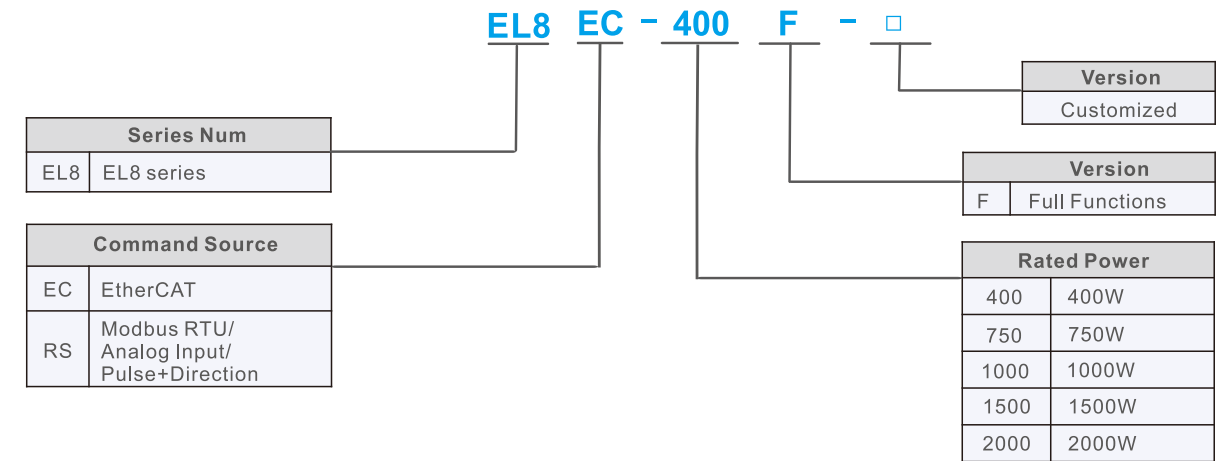 EL8 EC - 400 F - □
Version
Customized
Series Num
EL8 EL8 series
Version
F Full Functions
Command Source
EC EtherCAT
RS Modbus RTU/
Analog Input/
Pulse+Direction
Rated Power
400 400W
750 750W
1000 1000W
1500 1500W
2000 2000W